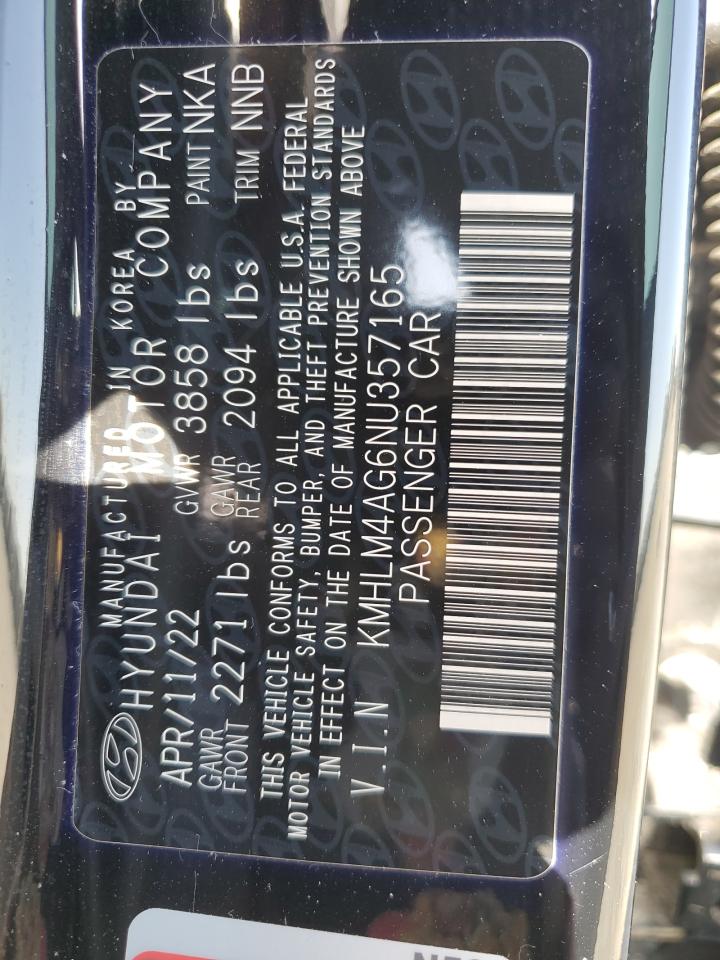 MANUFACTURED IN KOREA BY
HYUNDAI MOTOR COMPANY
APR/11/22 GVWR 3858 lbs PAINT NKA
GAWR FRONT 2271 lbs GAWR REAR 2094 lbs TRIM NNB
THIS VEHICLE CONFORMS TO ALL APPLICABLE U.S.A. FEDERAL
MOTOR VEHICLE SAFETY, BUMPER, AND THEFT PREVENTION STANDARDS
IN EFFECT ON THE DATE OF MANUFACTURE SHOWN ABOVE
V.I.N KMHLM4AG6NU357165
PASSENGER CAR